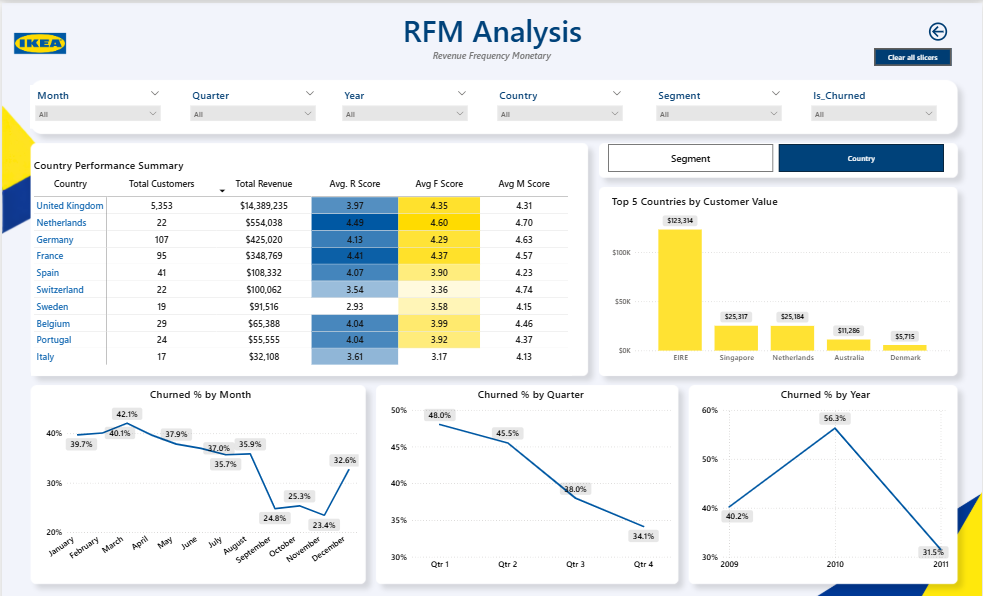 IKEA
RFM Analysis
Revenue Frequency Monetary
Clear all slicers
Month
Quarter
Year
Country
Segment
Is_Churned
All
All
All
All
All
All
Country Performance Summary
Country Total Customers Total Revenue Avg. R Score Avg F Score Avg M Score
United Kingdom 5,353 $14,389,235 3.97 4.35 4.31
Netherlands 22 $554,038 4.49 4.60 4.70
Germany 107 $425,020 4.13 4.29 4.63
France 95 $348,769 4.41 4.37 4.57
Spain 41 $108,332 4.07 3.90 4.23
Switzerland 22 $100,062 3.54 3.36 4.74
Sweden 19 $91,516 2.93 3.58 4.15
Belgium 29 $65,388 4.04 3.99 4.46
Portugal 24 $55,555 4.04 3.92 4.37
Italy 17 $32,108 3.61 3.17 4.13
Segment
Country
Top 5 Countries by Customer Value
$100K
$50K
$0K
$123,314
$25,317
$25,184
$11,286
$5,715
EIRE
Singapore
Netherlands
Australia
Denmark
Churned % by Month
40%
30%
20%
39.7%
40.1%
42.1%
37.9%
37.0%
35.7%
35.9%
24.8%
25.3%
23.4%
32.6%
January
February
March
April
May
June
July
August
September
October
November
December
Churned % by Quarter
50%
45%
40%
35%
30%
48.0%
45.5%
38.0%
34.1%
Qtr 1
Qtr 2
Qtr 3
Qtr 4
Churned % by Year
60%
50%
40%
30%
40.2%
56.3%
31.5%
2009
2010
2011